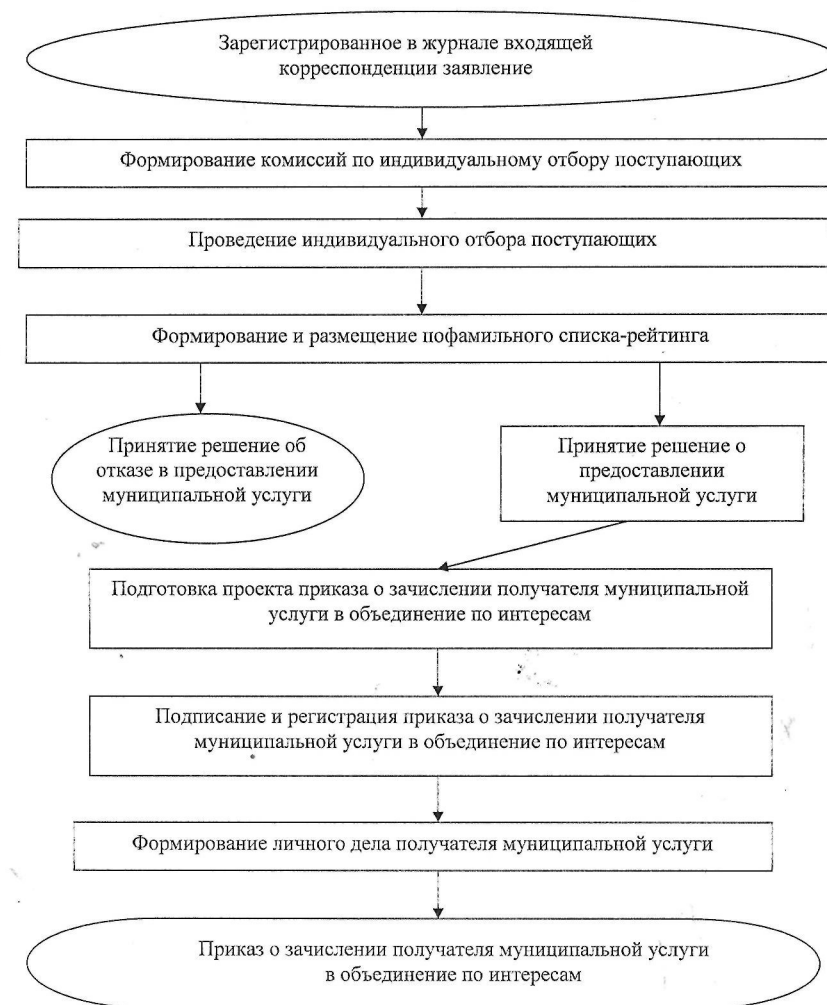 Зарегистрированное в журнале входящей
корреспонденции заявление
Формирование комиссий по индивидуальному отбору поступающих
Проведение индивидуального отбора поступающих
Формирование и размещение пофамильного списка-рейтинга
Принятие решение об
отказе в предоставлении
муниципальной услуги
Принятие решение о
предоставлении
муниципальной услуги
Подготовка проекта приказа о зачислении получателя муниципальной
услуги в объединение по интересам
Подписание и регистрация приказа о зачислении получателя
муниципальной услуги в объединение по интересам
Формирование личного дела получателя муниципальной услуги
Приказ о зачислении получателя муниципальной услуги
в объединение по интересам